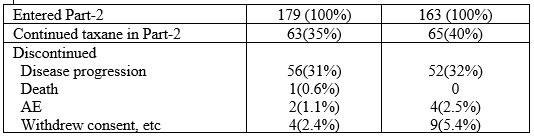 Entered Part-2 179 (100%) 163 (100%)
Continued taxane in Part-2 63(35%) 65(40%)
Discontinued
Disease progression 56(31%) 52(32%)
Death 1(0.6%) 0
AE 2(1.1%) 4(2.5%)
Withdrew consent, etc 4(2.4%) 9(5.4%)